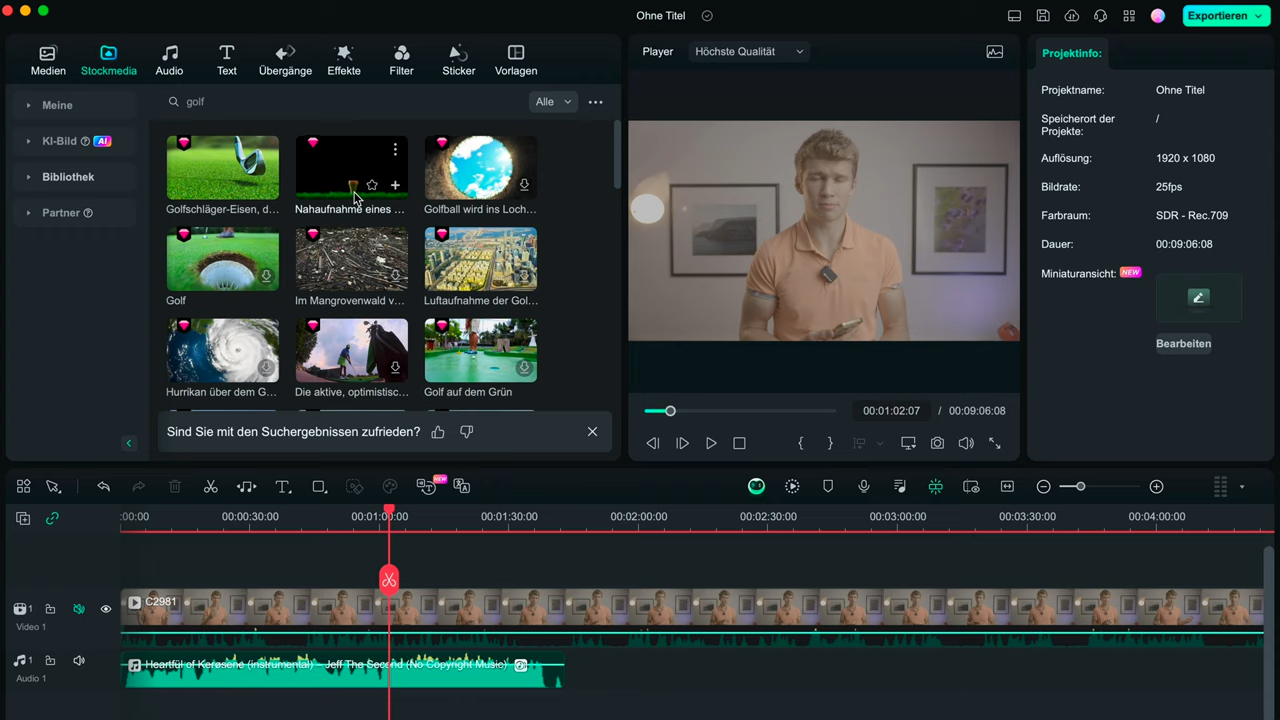 Ohne Titel
Exportieren
Medien
Stockmedia
Audio
Text
Übergänge
Effekte
Filter
Sticker
Vorlagen
Meine
KI-Bild
AI
Bibliothek
Partner
golf
Alle
Golfschläger-Eisen, d...
Nahaufnahme eines ...
Golfball wird ins Loch...
Golf
Im Mangrovenwald v...
Luftaufnahme der Gol...
Hurrikan über dem G...
Die aktive, optimistisc...
Golf auf dem Grün
Sind Sie mit den Suchergebnissen zufrieden?
Player
Höchste Qualität
00:01:02:07 / 00:09:06:08
Projektinfo:
Projektname: Ohne Titel
Speicherort der
Projekte: /
Auflösung: 1920 x 1080
Bildrate: 25fps
Farbraum: SDR - Rec.709
Dauer: 00:09:06:08
Miniaturansicht: NEW
Bearbeiten
NEW
:00:00 00:00:30:00 00:01:00:00 00:01:30:00 00:02:00:00 00:02:30:00 00:03:00:00 00:03:30:00 00:04:00:00
C2981
1
Video 1
1
Heartful of Kerosene (instrumental) – Jeff The Second (No Copyright Music)
Audio 1